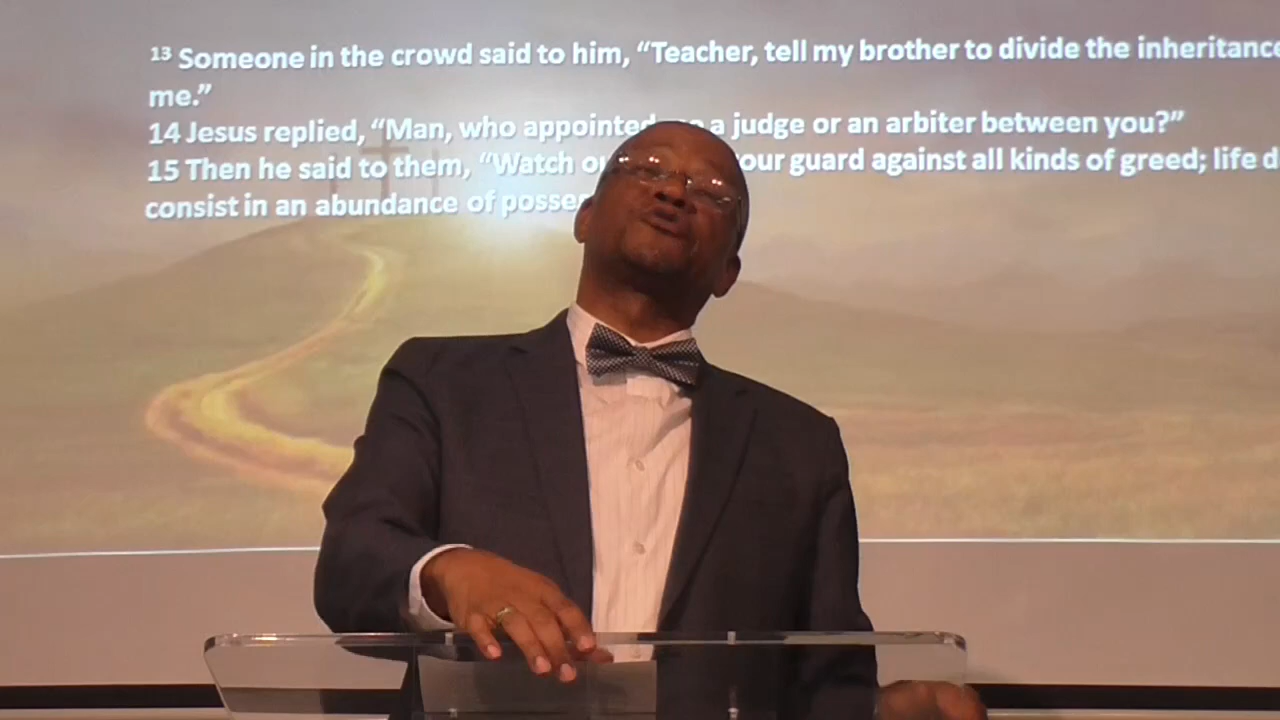 13 Someone in the crowd said to him, “Teacher, tell my brother to divide the inheritance
me.”
14 Jesus replied, “Man, who appointed a judge or an arbiter between you?”
15 Then he said to them, “Watch guard against all kinds of greed; life
consist in an abundance of